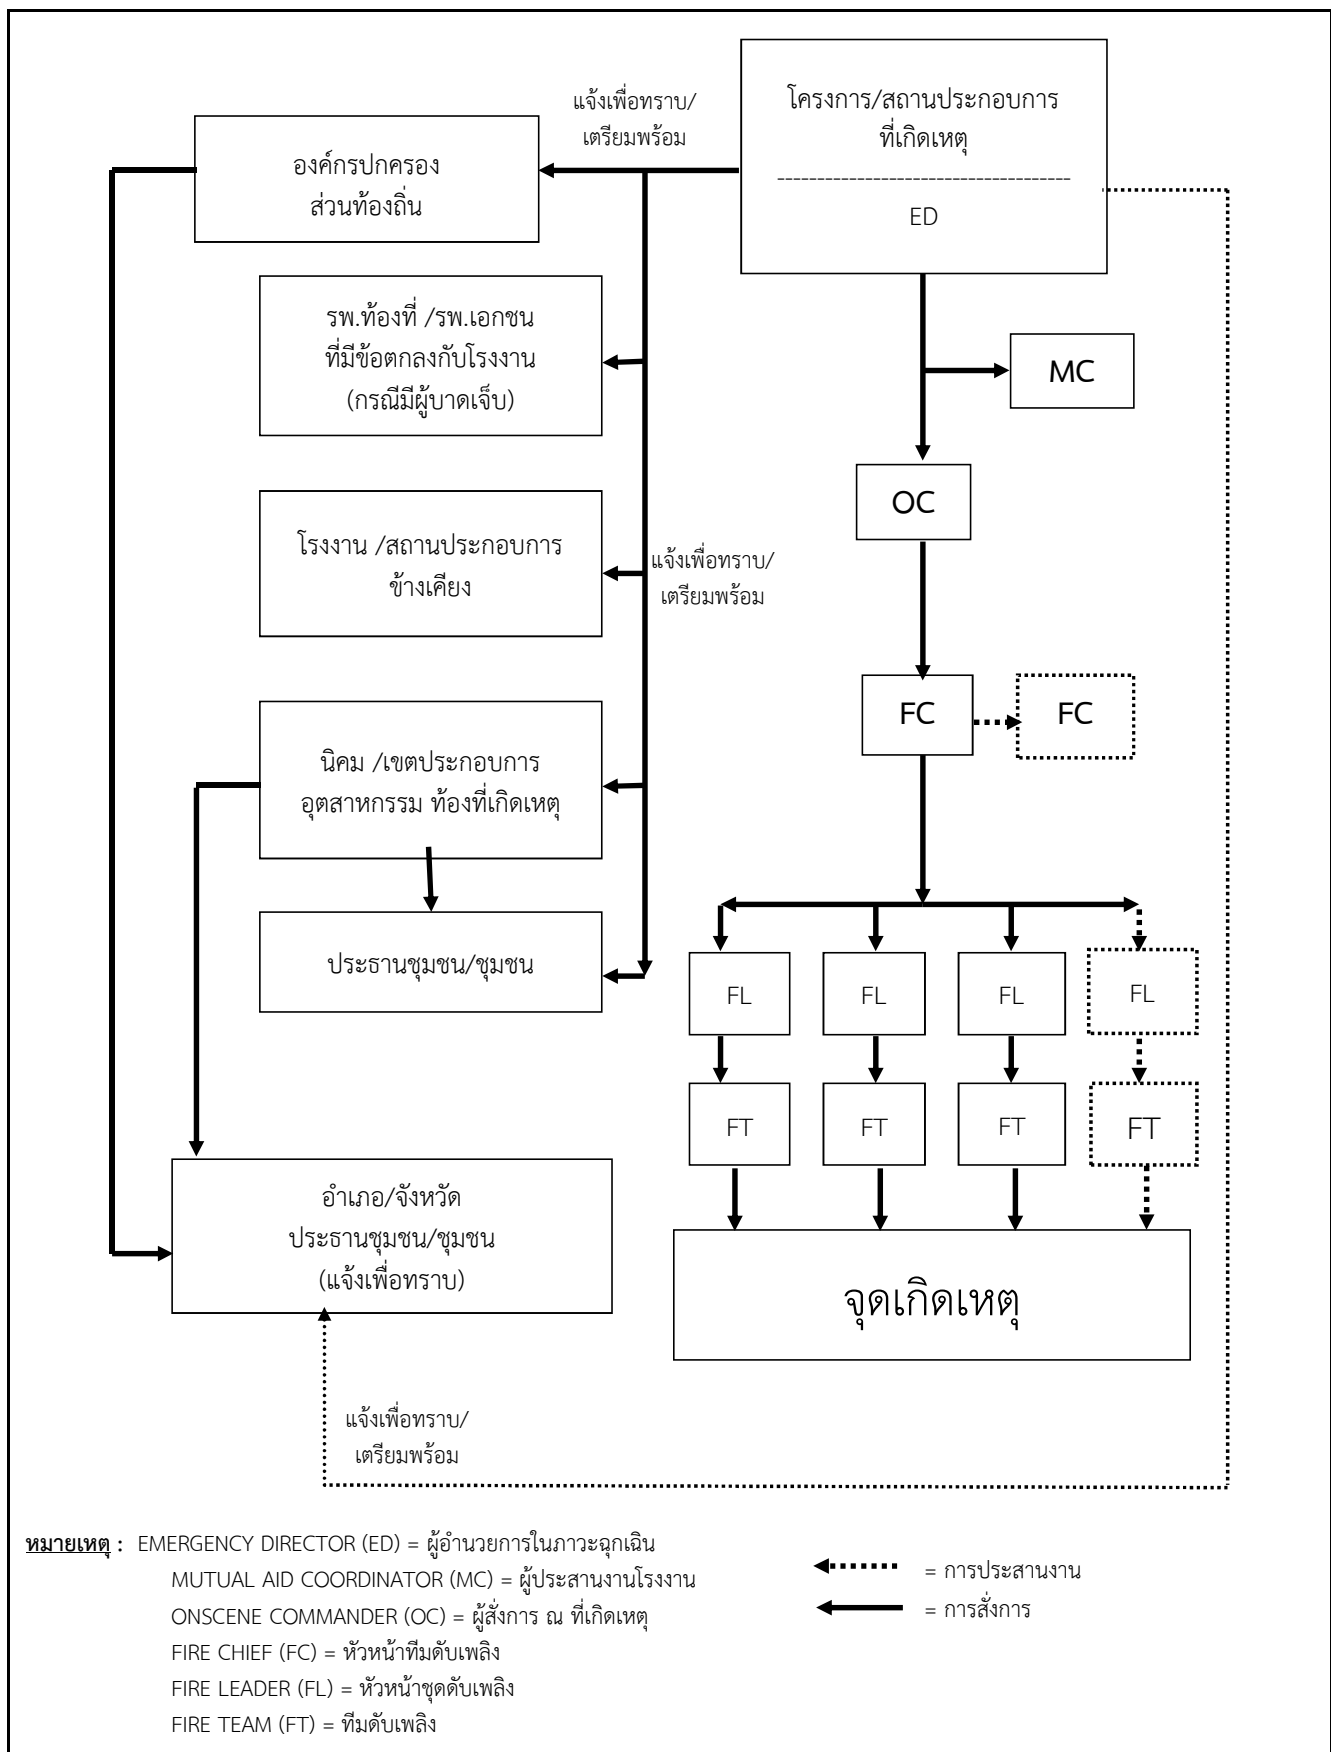 โครงการ/สถานประกอบการ
ที่เกิดเหตุ
ED
แจ้งเพื่อทราบ/
เตรียมพร้อม
องค์กรปกครอง
ส่วนท้องถิ่น
รพ.ท้องที่ /รพ.เอกชน
ที่มีข้อตกลงกับโรงงาน
(กรณีมีผู้บาดเจ็บ)
MC
OC
โรงงาน /สถานประกอบการ
ข้างเคียง
แจ้งเพื่อทราบ/
เตรียมพร้อม
FC
FC
นิคม /เขตประกอบการ
อุตสาหกรรม ท้องที่เกิดเหตุ
ประธานชุมชน/ชุมชน
FL
FL
FL
FL
FT
FT
FT
FT
อำเภอ/จังหวัด
ประธานชุมชน/ชุมชน
(แจ้งเพื่อทราบ)
จุดเกิดเหตุ
แจ้งเพื่อทราบ/
เตรียมพร้อม
หมายเหตุ : EMERGENCY DIRECTOR (ED) = ผู้อำนวยการในภาวะฉุกเฉิน
MUTUAL AID COORDINATOR (MC) = ผู้ประสานงานโรงงาน
ONSCENE COMMANDER (OC) = ผู้สั่งการ ณ ที่เกิดเหตุ
FIRE CHIEF (FC) = หัวหน้าทีมดับเพลิง
FIRE LEADER (FL) = หัวหน้าชุดดับเพลิง
FIRE TEAM (FT) = ทีมดับเพลิง
= การประสานงาน
= การสั่งการ